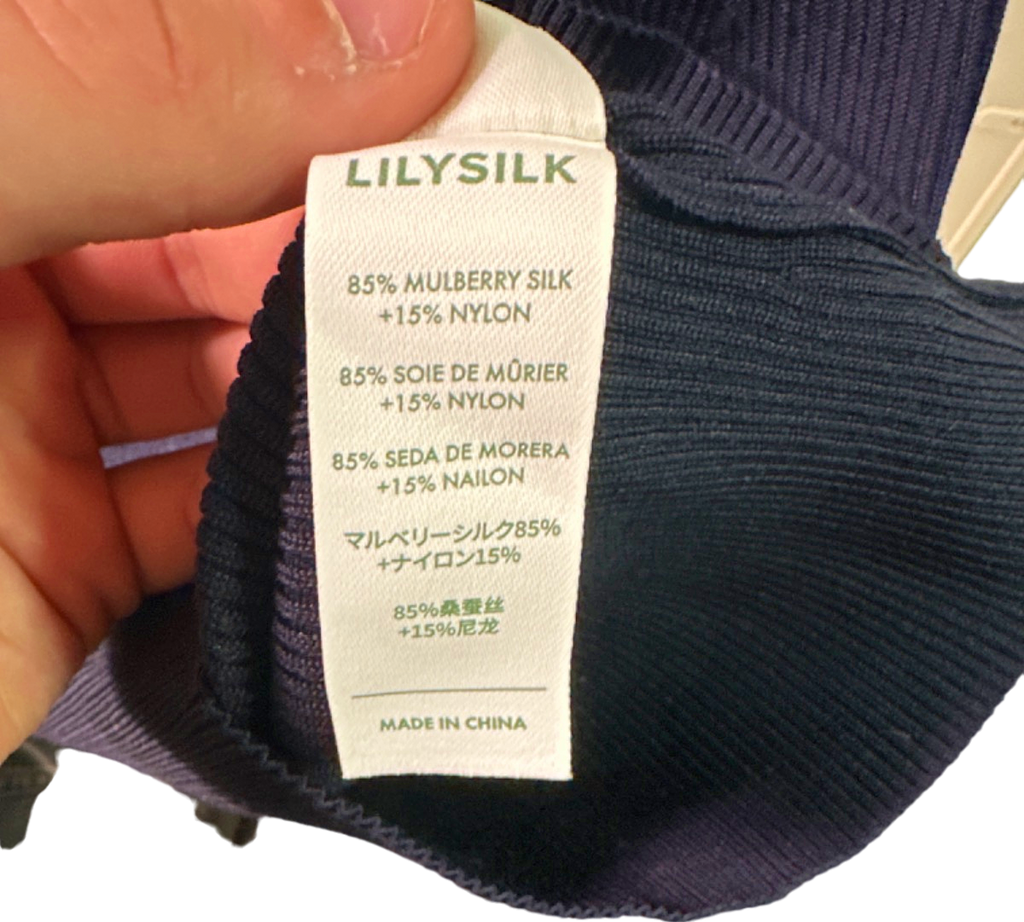 LILYSILK
85% MULBERRY SILK
+15% NYLON
85% SOIE DE MÛRIER
+15% NYLON
85% SEDA DE MORERA
+15% NAILON
マルベリーシルク85%
+ナイロン15%
85%桑蚕丝
+15%尼龙
MADE IN CHINA